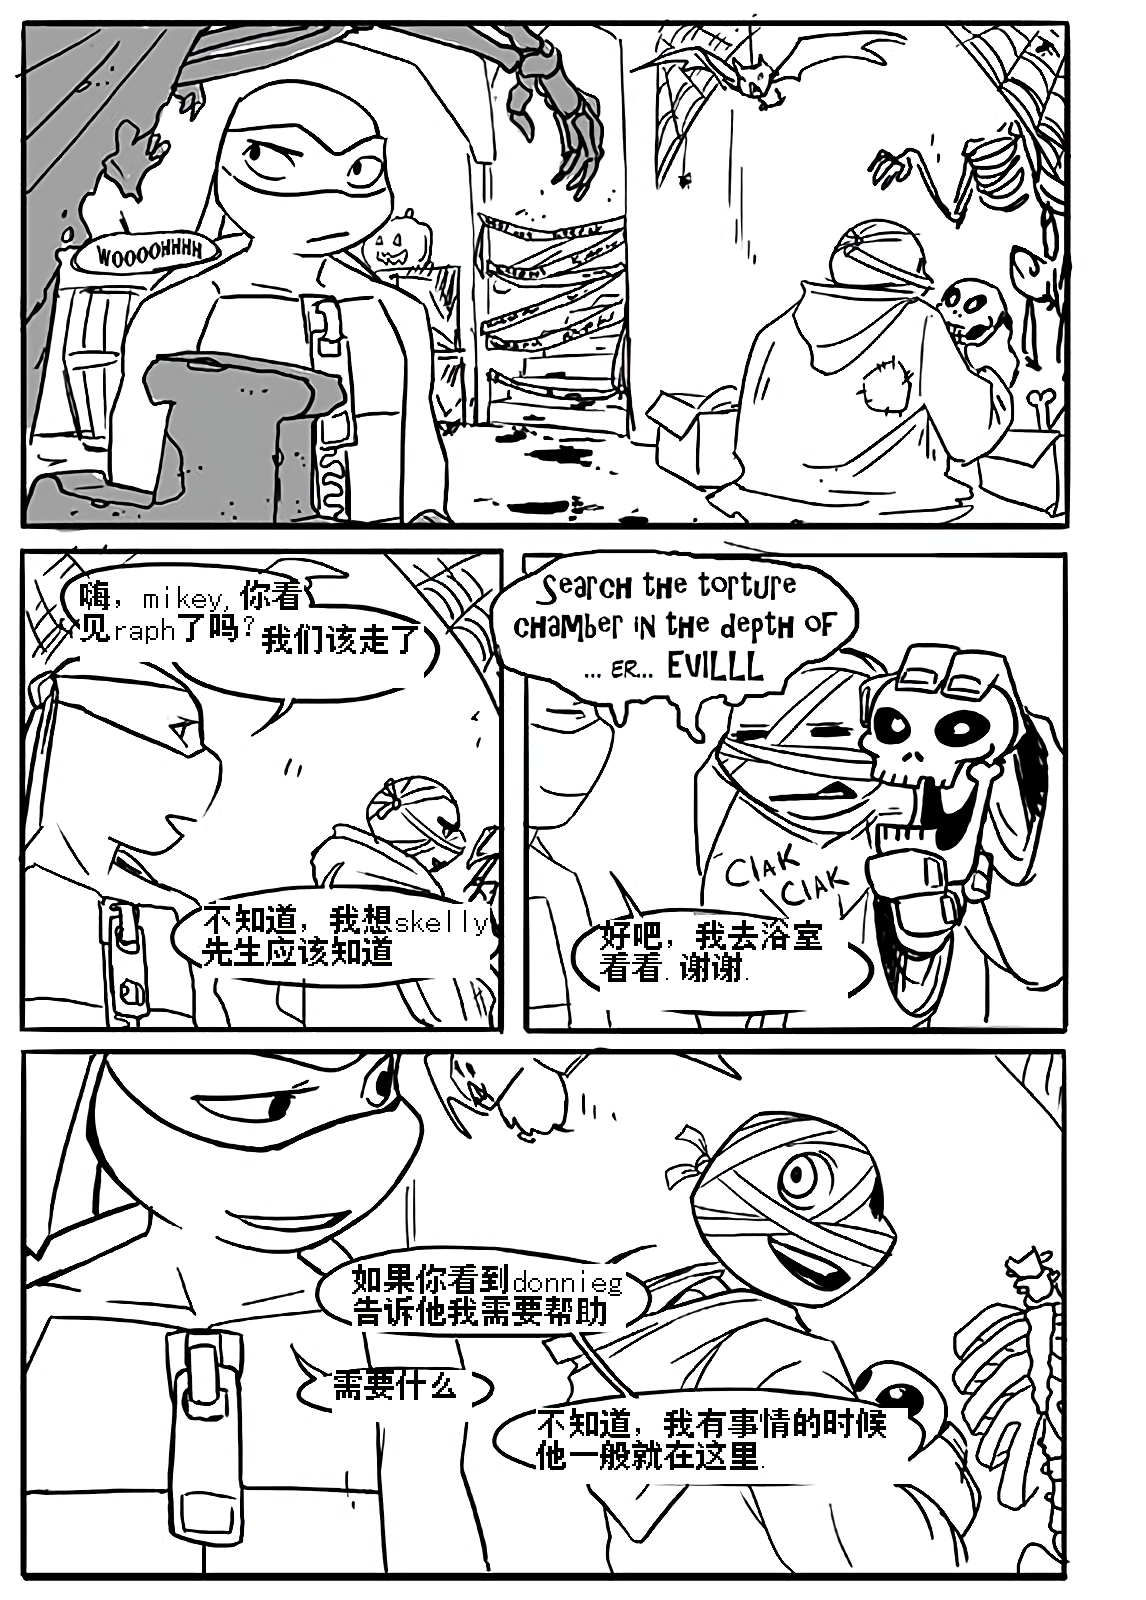 WOOOOHHHH
嗨，mikey,你看
见raph了吗?
我们该走了
不知道，我想skelly
先生应该知道
Search the torture
chamber in the depth of
... er... EVILLL
CLAK
CLAK
好吧，我去浴室
看看.谢谢.
如果你看到donnieg
告诉他我需要帮助
需要什么
不知道，我有事情的时候
他一般就在这里.